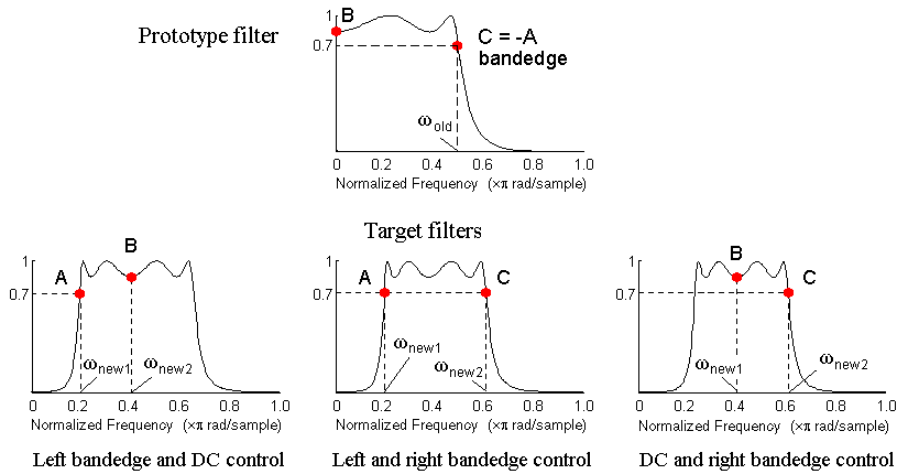 Prototype filter
1
B
0.7
C = -A
bandedge
ωold
0 0.2 0.4 0.6 0.8 1.0
Normalized Frequency (×π rad/sample)
Target filters
1
A
B
0.7
ωnew1
ωnew2
0 0.2 0.4 0.6 1.0
Normalized Frequency (×π rad/sample)
Left bandedge and DC control
1
A
C
0.7
ωnew1
ωnew2
0 0.2 0.4 0.6 0.8 1.0
Normalized Frequency (×π rad/sample)
Left and right bandedge control
1
B
C
0.7
ωnew1
ωnew2
0 0.2 0.4 0.6 0.8 1.0
Normalized Frequency (×π rad/sample)
DC and right bandedge control